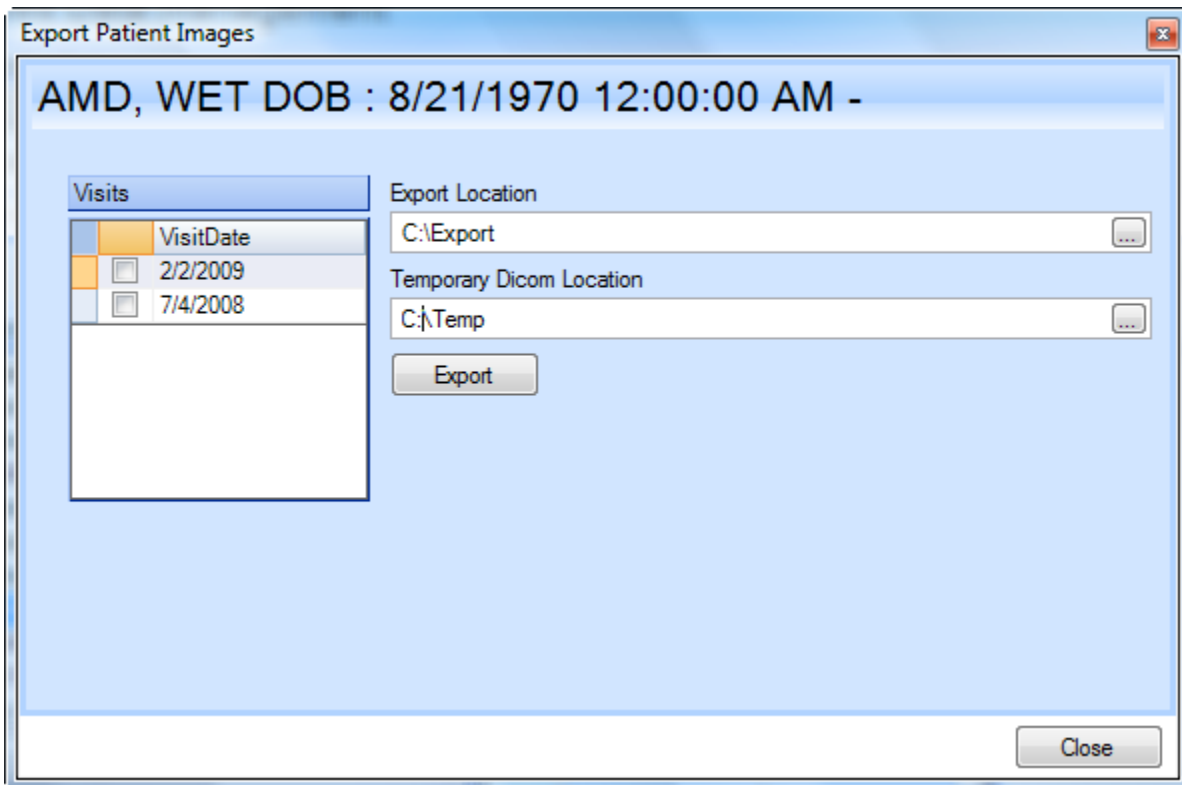 Export Patient Images
AMD, WET DOB : 8/21/1970 12:00:00 AM -
Visits
VisitDate
2/2/2009
7/4/2008
Export Location
C:\Export
...
Temporary Dicom Location
C:\Temp
...
Export
Close